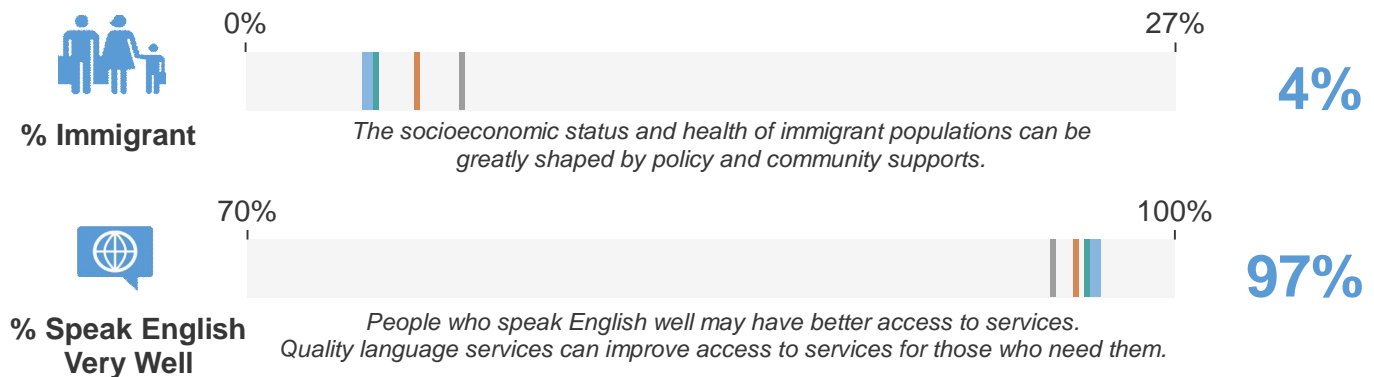 0%
27%
4%
% Immigrant
The socioeconomic status and health of immigrant populations can be
greatly shaped by policy and community supports.
70%
100%
97%
% Speak English
Very Well
People who speak English well may have better access to services.
Quality language services can improve access to services for those who need them.